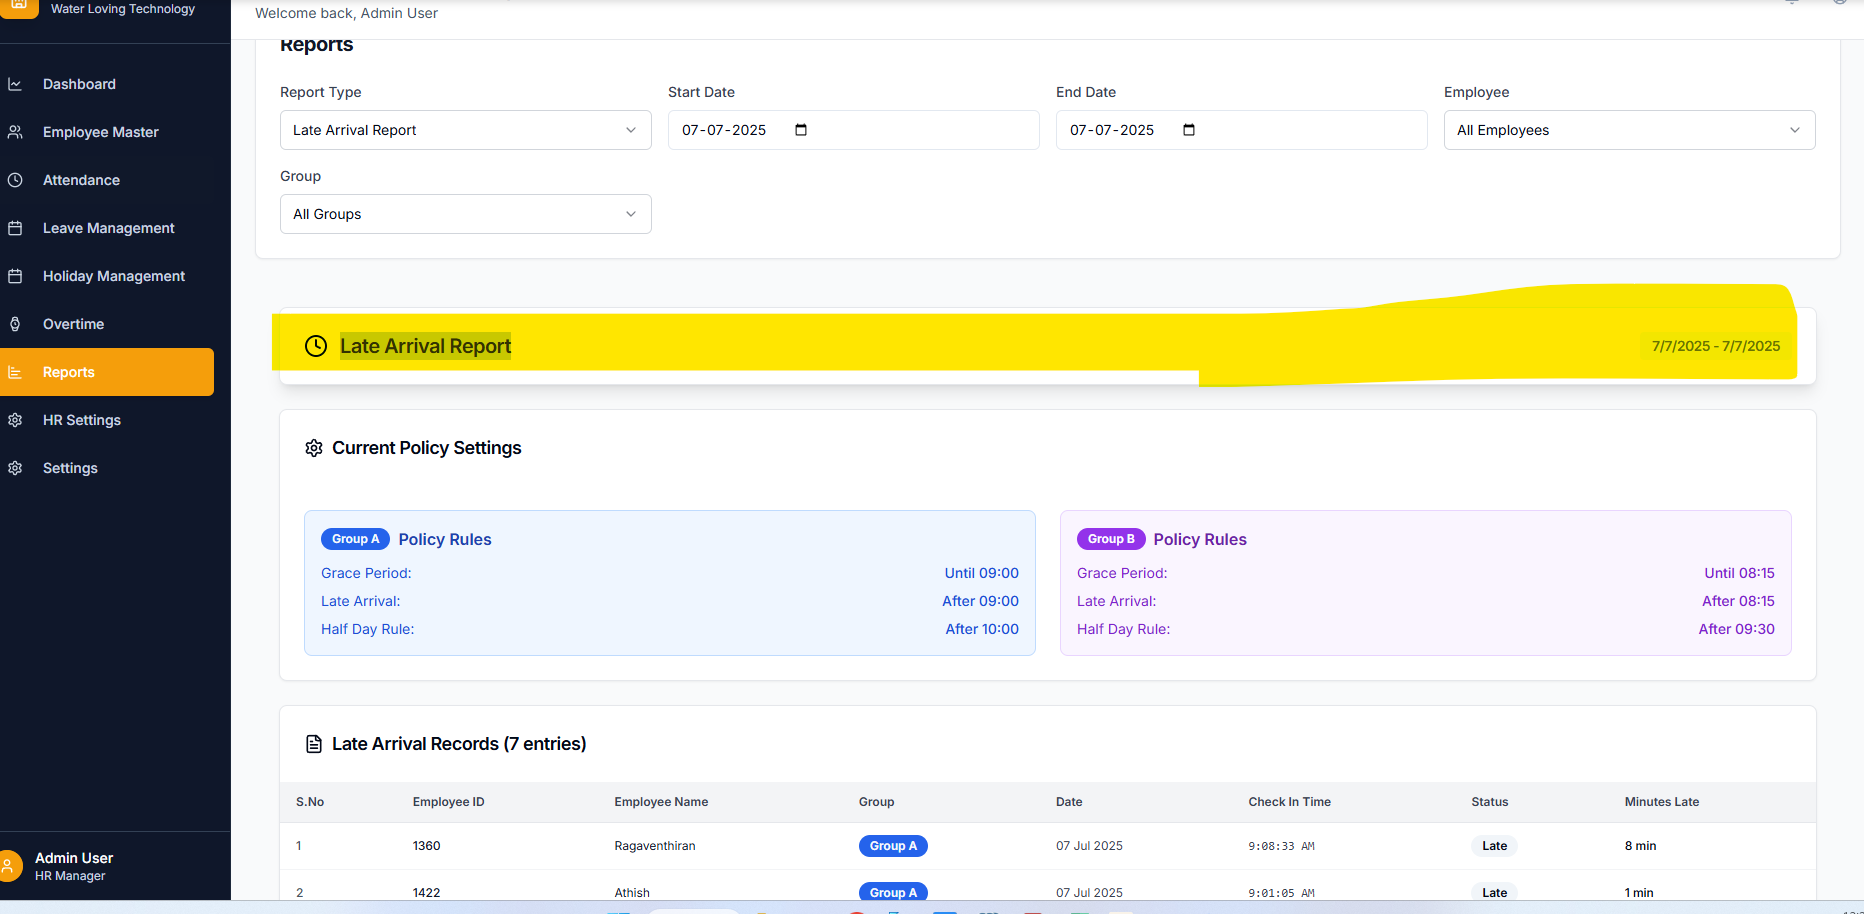 Water Loving Technology
Welcome back, Admin User
Dashboard
Employee Master
Attendance
Leave Management
Holiday Management
Overtime
Reports
HR Settings
Settings
Admin User
HR Manager
Reports
Report Type
Start Date
End Date
Employee
Late Arrival Report
07-07-2025
07-07-2025
All Employees
Group
All Groups
Late Arrival Report
7/7/2025 - 7/7/2025
Current Policy Settings
Group A Policy Rules
Grace Period: Until 09:00
Late Arrival: After 09:00
Half Day Rule: After 10:00
Group B Policy Rules
Grace Period: Until 08:15
Late Arrival: After 08:15
Half Day Rule: After 09:30
Late Arrival Records (7 entries)
S.No Employee ID Employee Name Group Date Check In Time Status Minutes Late
1 1360 Ragaventhiran Group A 07 Jul 2025 9:08:33 AM Late 8 min
2 1422 Athish Group A 07 Jul 2025 9:01:05 AM Late 1 min